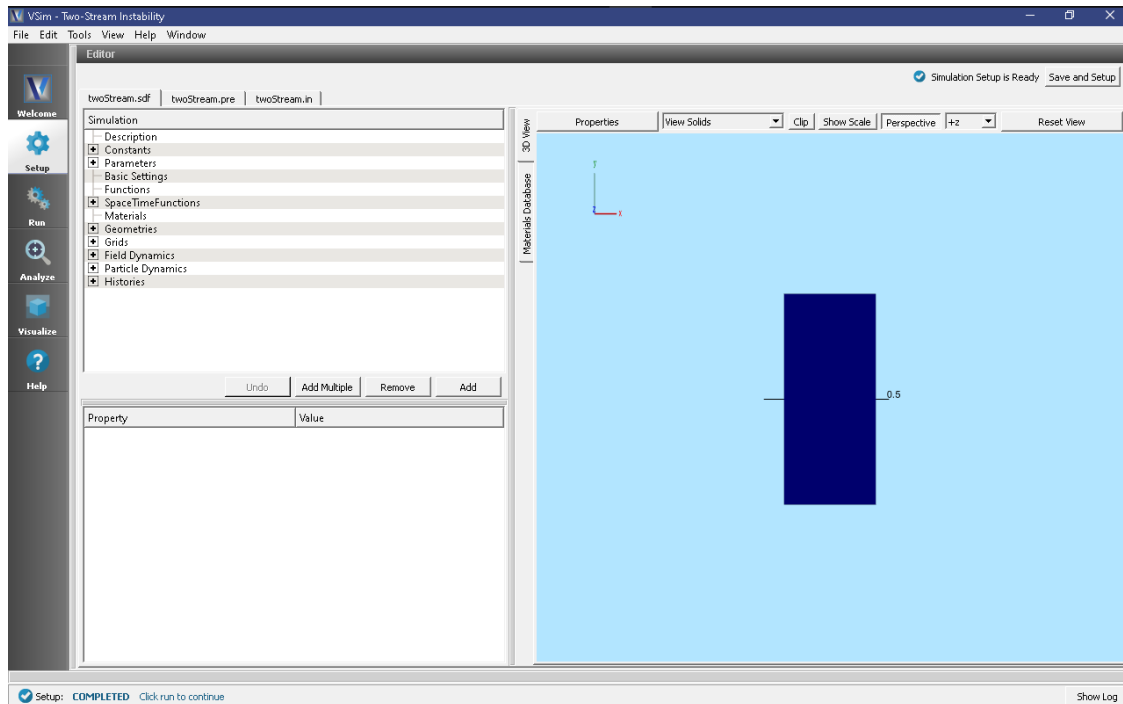 VSim - Two-Stream Instability
File Edit Tools View Help Window
Editor
Simulation Setup is Ready Save and Setup
twoStream.sdf twoStream.pre twoStream.in
Welcome
Setup
Run
Analyze
Visualize
Help
Simulation
Description
Constants
Parameters
Basic Settings
Functions
SpaceTimeFunctions
Materials
Geometries
Grids
Field Dynamics
Particle Dynamics
Histories
Undo Add Multiple Remove Add
Property Value
3D View
Materials Database
Properties View Solids Clip Show Scale Perspective +z Reset View
Y
Z X
0.5
Setup: COMPLETED Click run to continue
Show Log